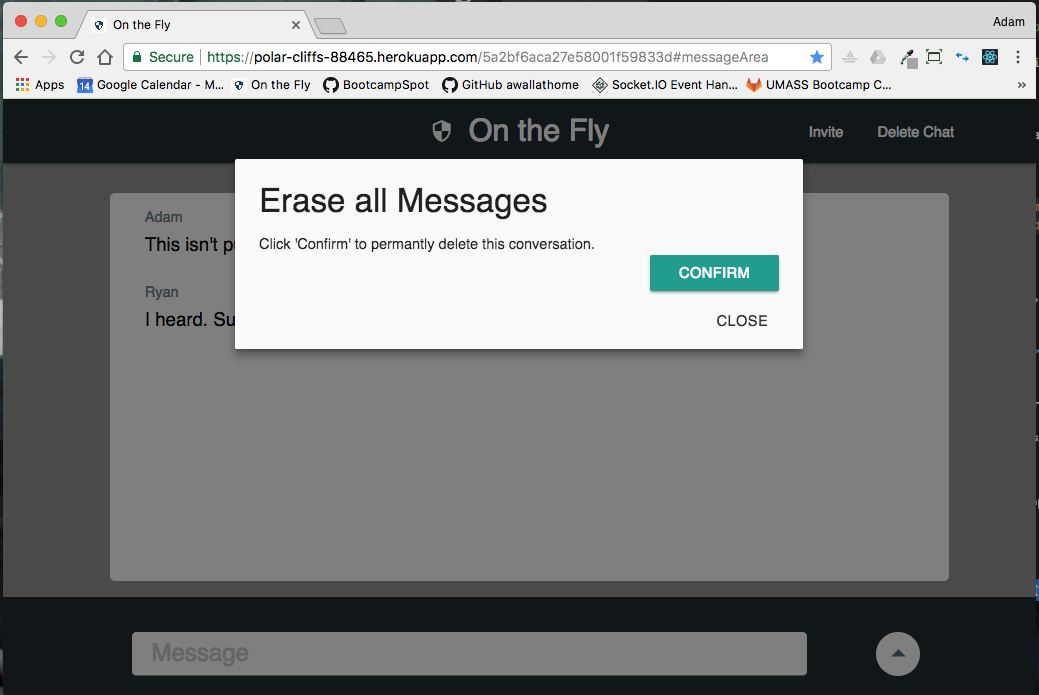 On the Fly
Adam
Secure
https://polar-cliffs-88465.herokuapp.com/5a2bf6aca27e58001f59833d#messageArea
Apps 14 Google Calendar - M... On the Fly BootcampSpot GitHub awallathome Socket.IO Event Han... UMASS Bootcamp C... »
On the Fly
Invite Delete Chat
Erase all Messages
Click 'Confirm' to permantly delete this conversation.
CONFIRM
CLOSE
Adam
This isn't
Ryan
I heard.
Message